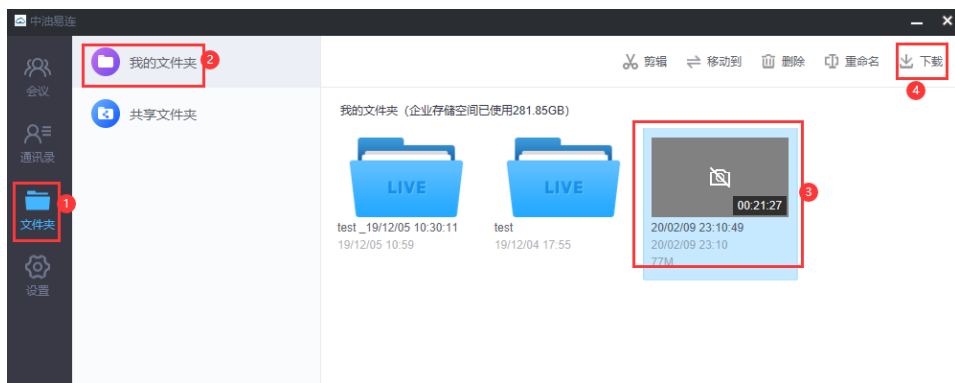 中油易连
会议
通讯录
1
文件夹
设置
我的文件夹 2
共享文件夹
剪辑 移动到 删除 重命名 下载
4
我的文件夹（企业存储空间已使用281.85GB）
LIVE
test _19/12/05 10:30:11
19/12/05 10:59
LIVE
test
19/12/04 17:55
00:21:27
3
20/02/09 23:10:49
20/02/09 23:10
77M